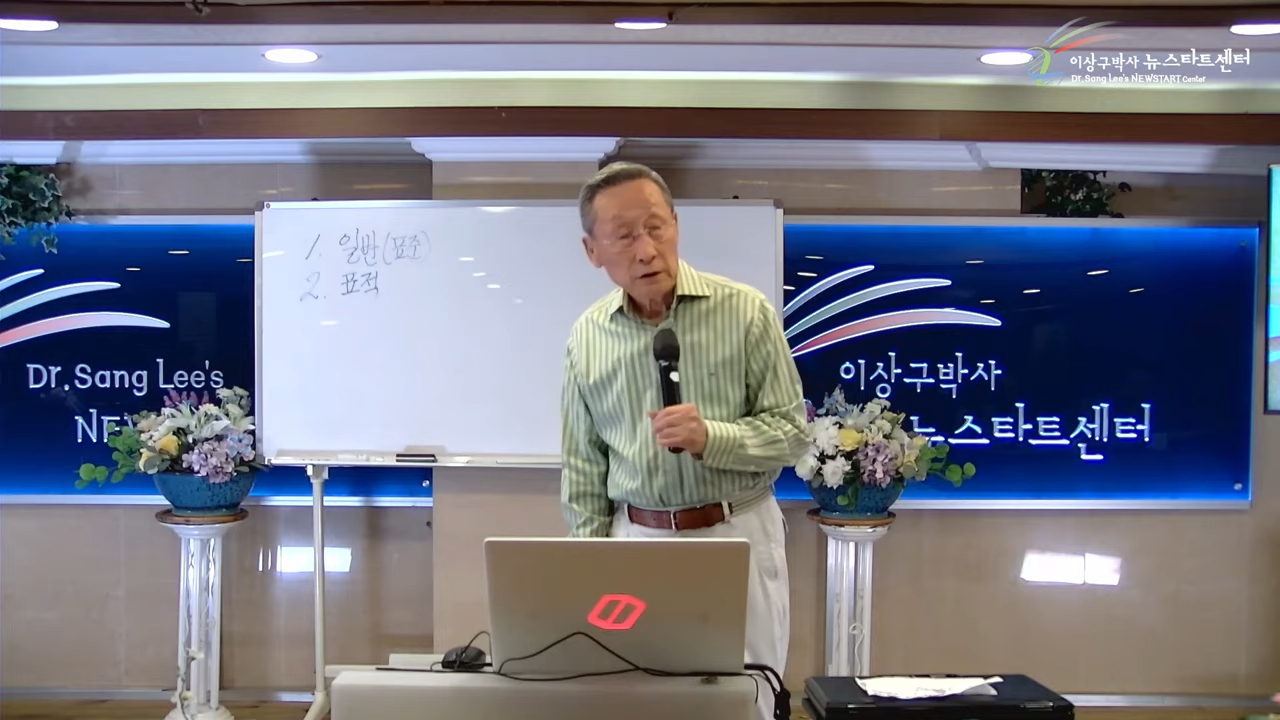 이상구박사 뉴스타트센터
Dr. Sang Lee's NEWSTART Center
1. 일반(표준)
2. 표적
Dr. Sang Lee's
이상구박사
뉴스타트센터